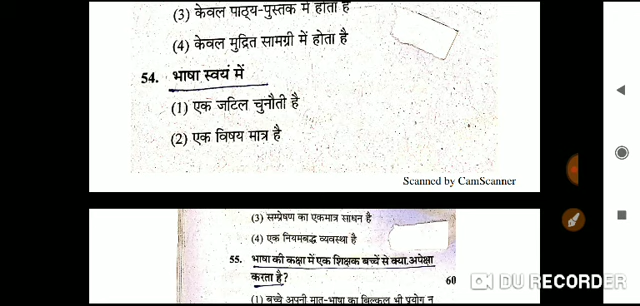 (3) केवल पाठ्य-पुस्तक में होता है
(4) केवल मुद्रित सामग्री में होता है
54. भाषा स्वयं में
(1) एक जटिल चुनौती है
(2) एक विषय मात्र है
Scanned by CamScanner
(3) सम्प्रेषण का एकमात्र साधन है
(4) एक नियमबद्ध व्यवस्था है
55. भाषा की कक्षा में एक शिक्षक बच्चें से क्या अपेक्षा
करता है?
60
DU RECORDER
(1) बच्चे अपनी मातृ-भाषा का बिल्कुल भी प्रयोग न